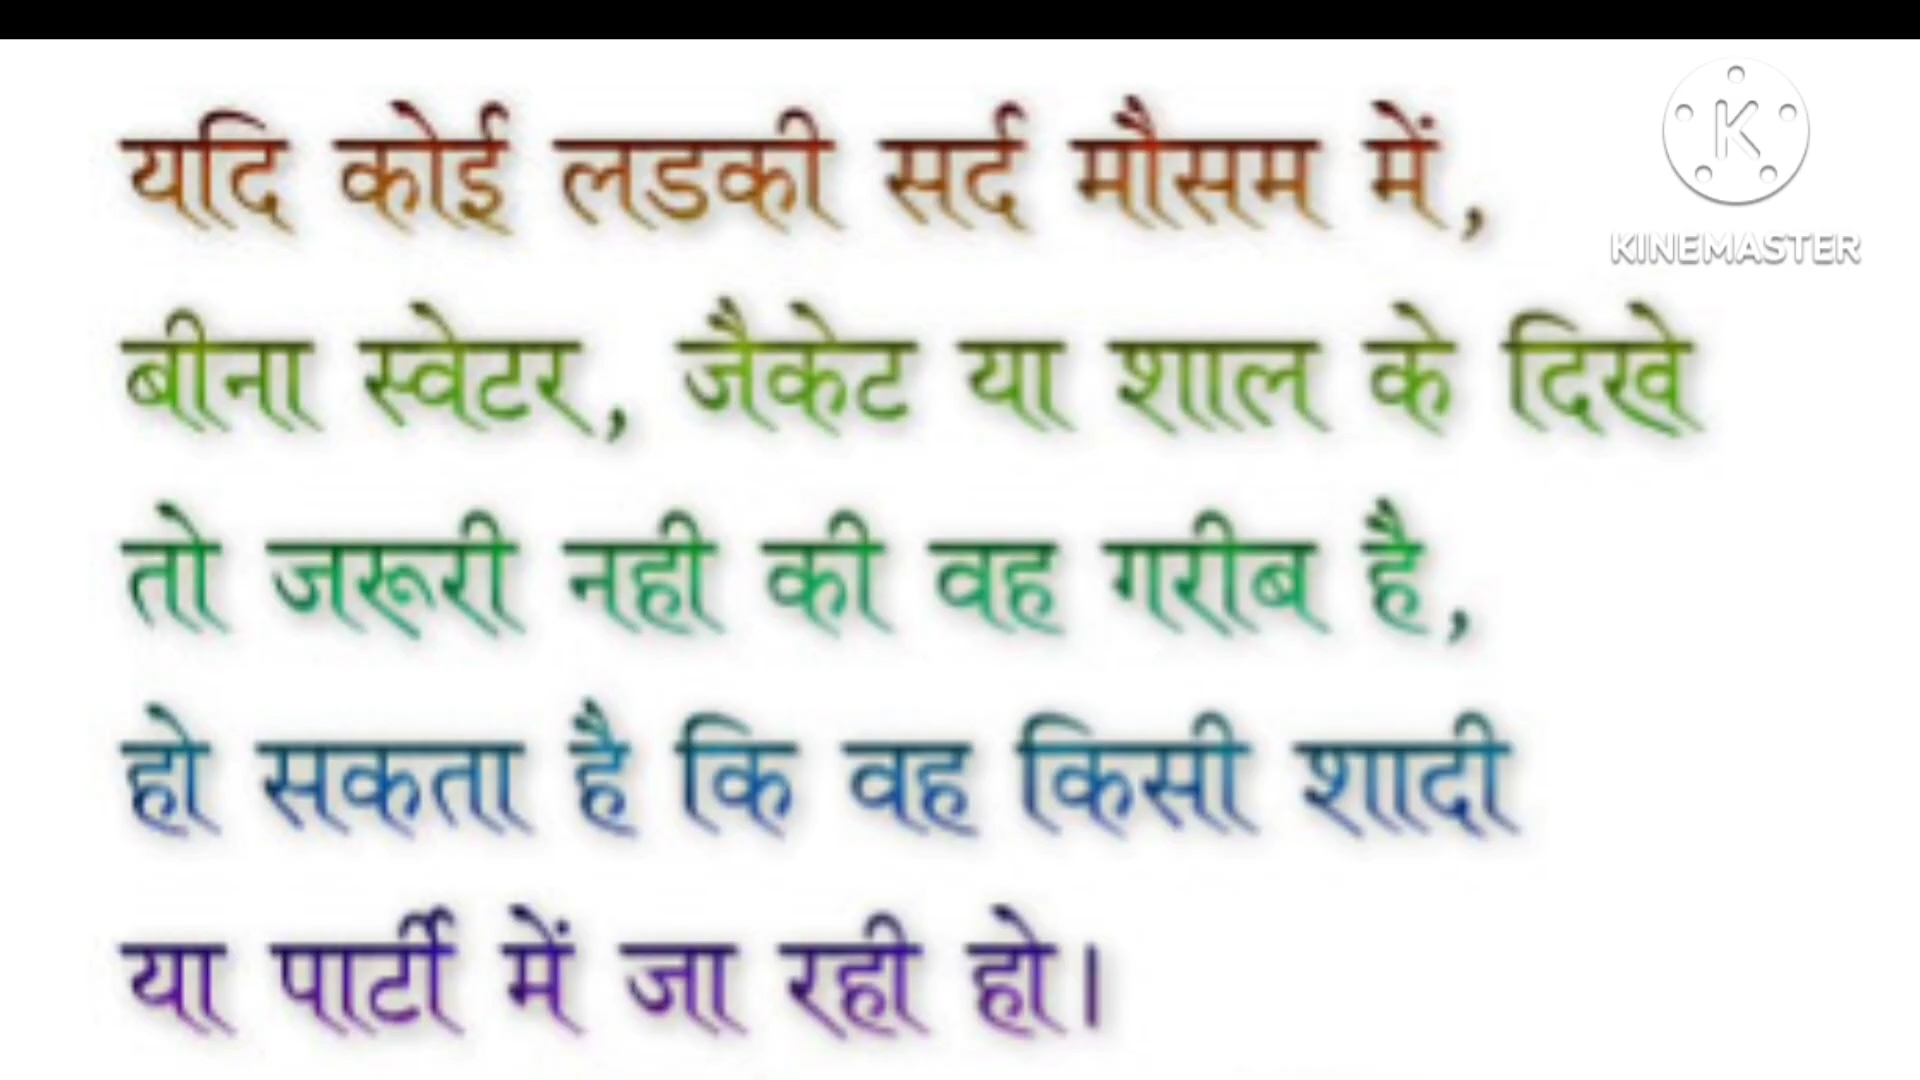 यदि कोई लडकी सर्द मौसम में,
बीना स्वेटर, जैकेट या शाल के दिखे
तो जरूरी नही की वह गरीब है,
हो सकता है कि वह किसी शादी
या पार्टी में जा रही हो।
K
KINEMASTER